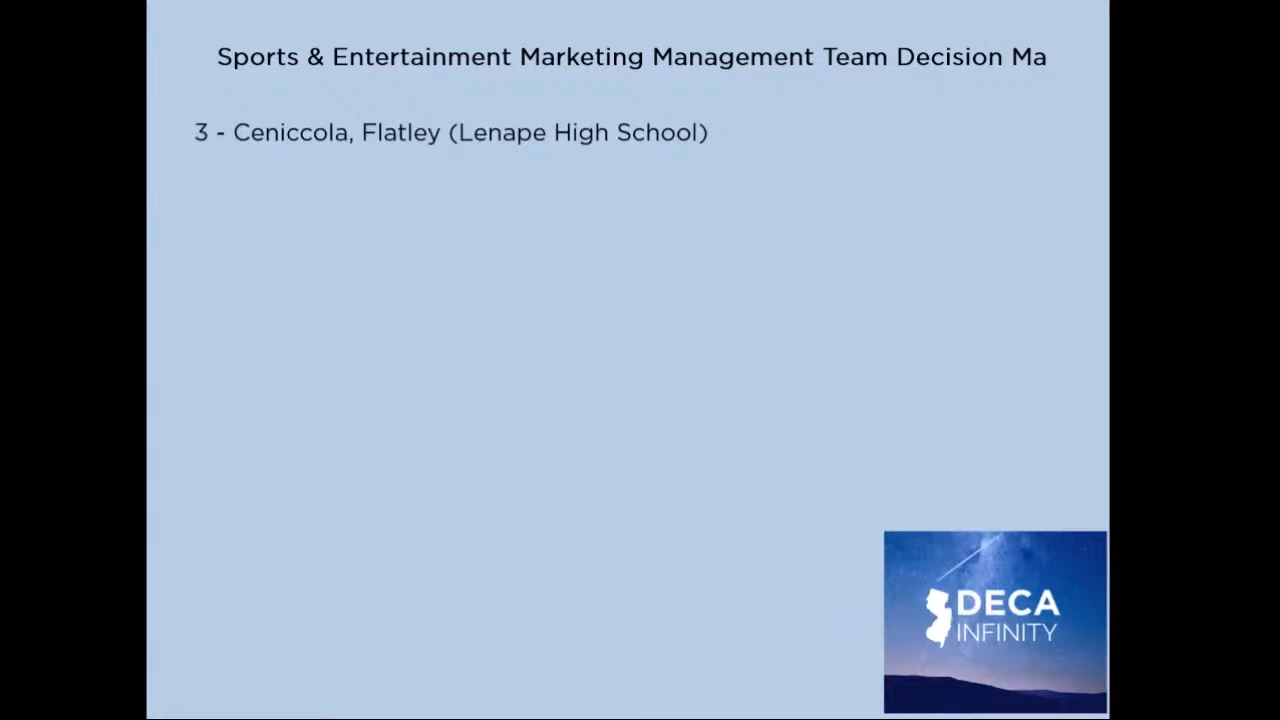 Sports & Entertainment Marketing Management Team Decision Ma
3 - Ceniccola, Flatley (Lenape High School)
DECA
INFINITY